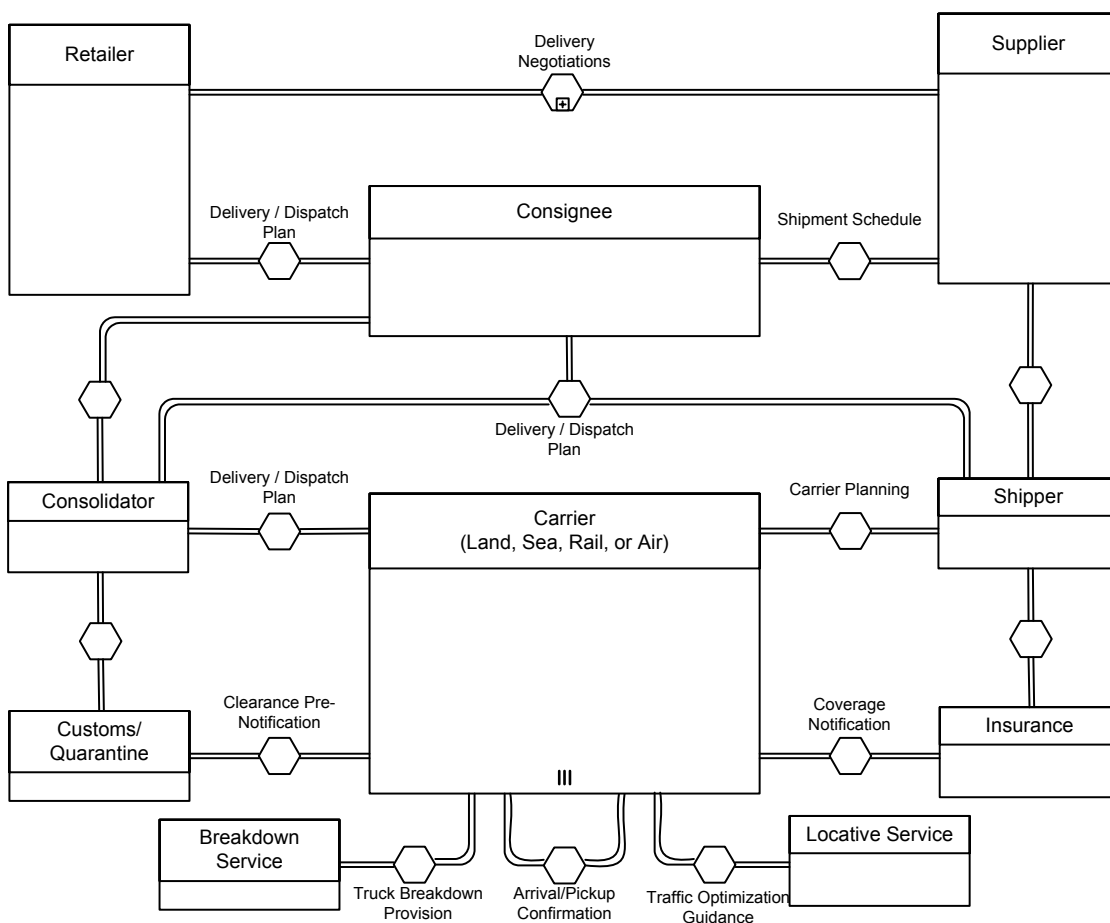 Retailer
Delivery
Negotiations
Supplier
Delivery / Dispatch
Plan
Consignee
Shipment Schedule
Delivery / Dispatch
Plan
Consolidator
Delivery / Dispatch
Plan
Carrier
(Land, Sea, Rail, or Air)
Carrier Planning
Shipper
Customs/
Quarantine
Clearance Pre-
Notification
Coverage
Notification
Insurance
Breakdown
Service
Truck Breakdown
Provision
Arrival/Pickup
Confirmation
Traffic Optimization
Guidance
Locative Service